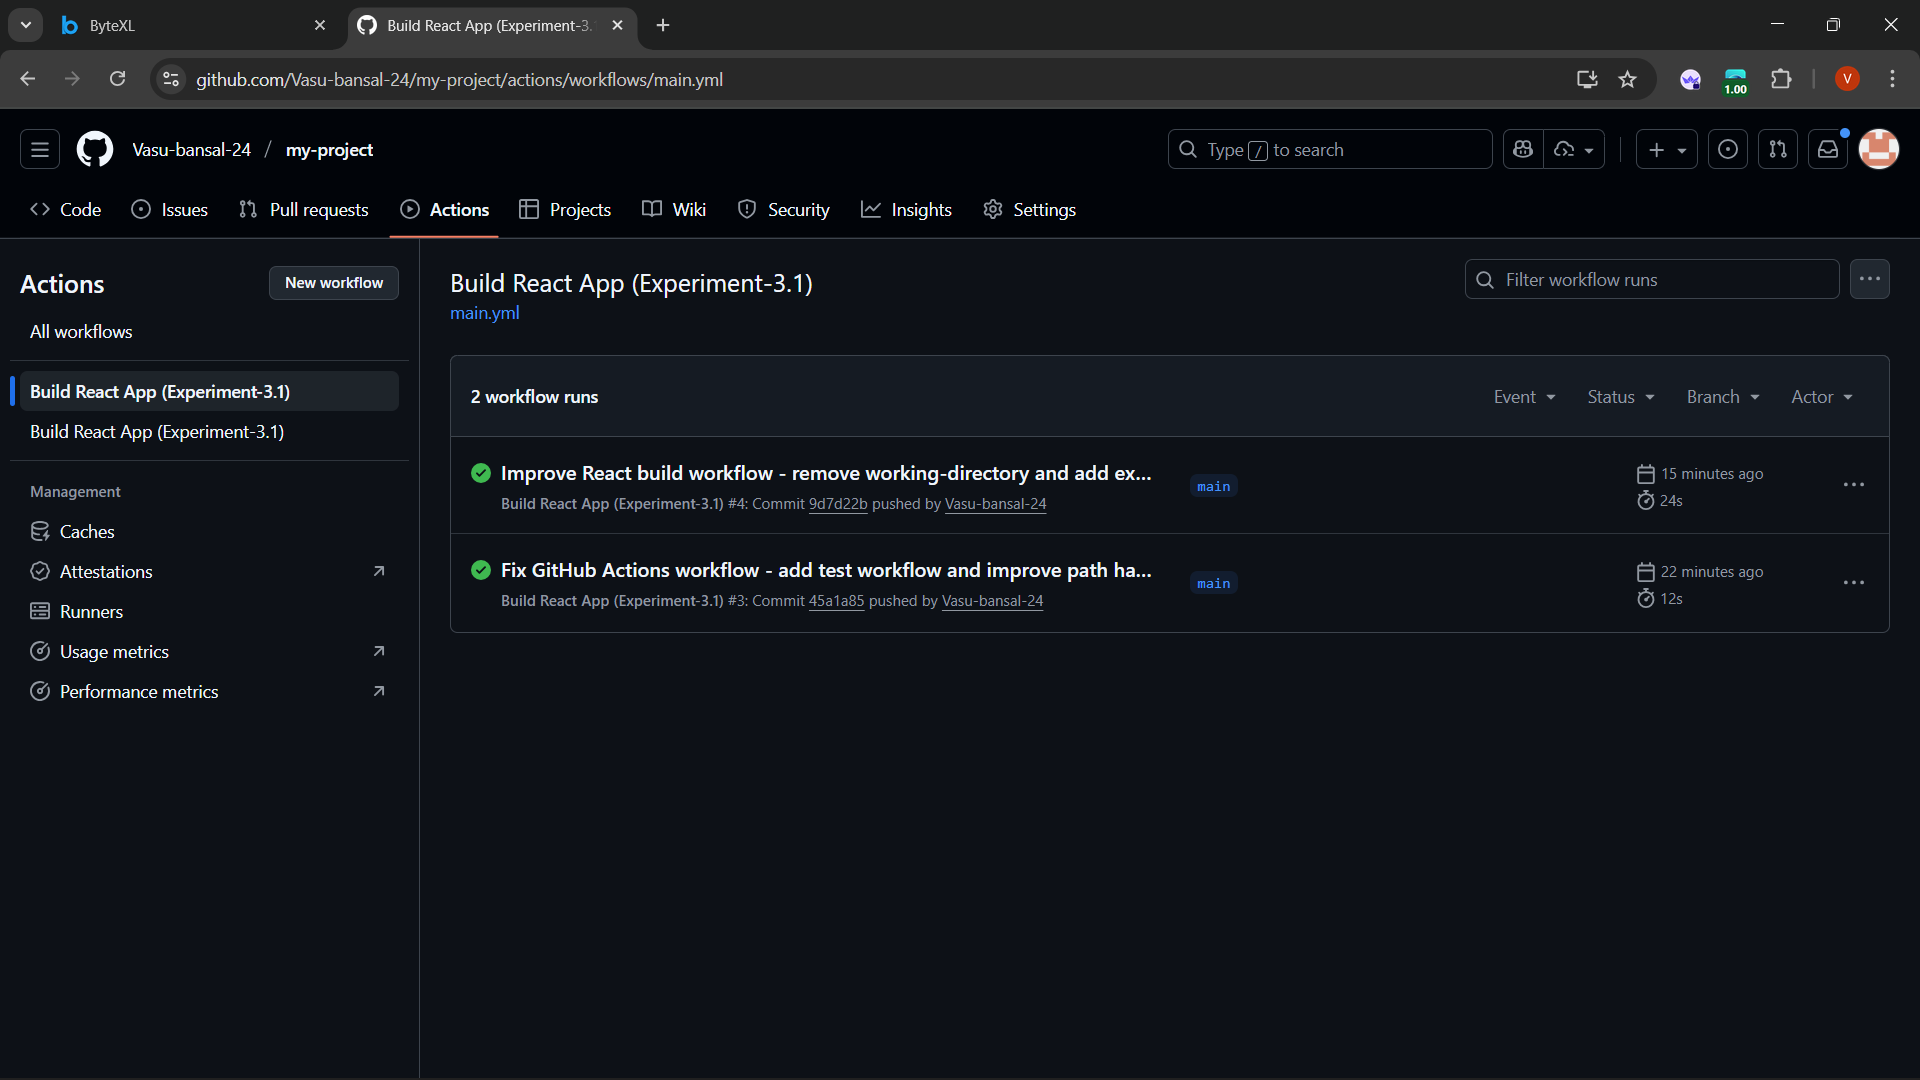 ByteXL
Build React App (Experiment-3.
github.com/Vasu-bansal-24/my-project/actions/workflows/main.yml
1.00
V
Vasu-bansal-24 / my-project
Type / to search
Code
Issues
Pull requests
Actions
Projects
Wiki
Security
Insights
Settings
Actions
New workflow
All workflows
Build React App (Experiment-3.1)
Build React App (Experiment-3.1)
Management
Caches
Attestations
Runners
Usage metrics
Performance metrics
Build React App (Experiment-3.1)
main.yml
Filter workflow runs
2 workflow runs
Event
Status
Branch
Actor
Improve React build workflow - remove working-directory and add ex...
Build React App (Experiment-3.1) #4: Commit 9d7d22b pushed by Vasu-bansal-24
main
15 minutes ago
24s
Fix GitHub Actions workflow - add test workflow and improve path ha...
Build React App (Experiment-3.1) #3: Commit 45a1a85 pushed by Vasu-bansal-24
main
22 minutes ago
12s